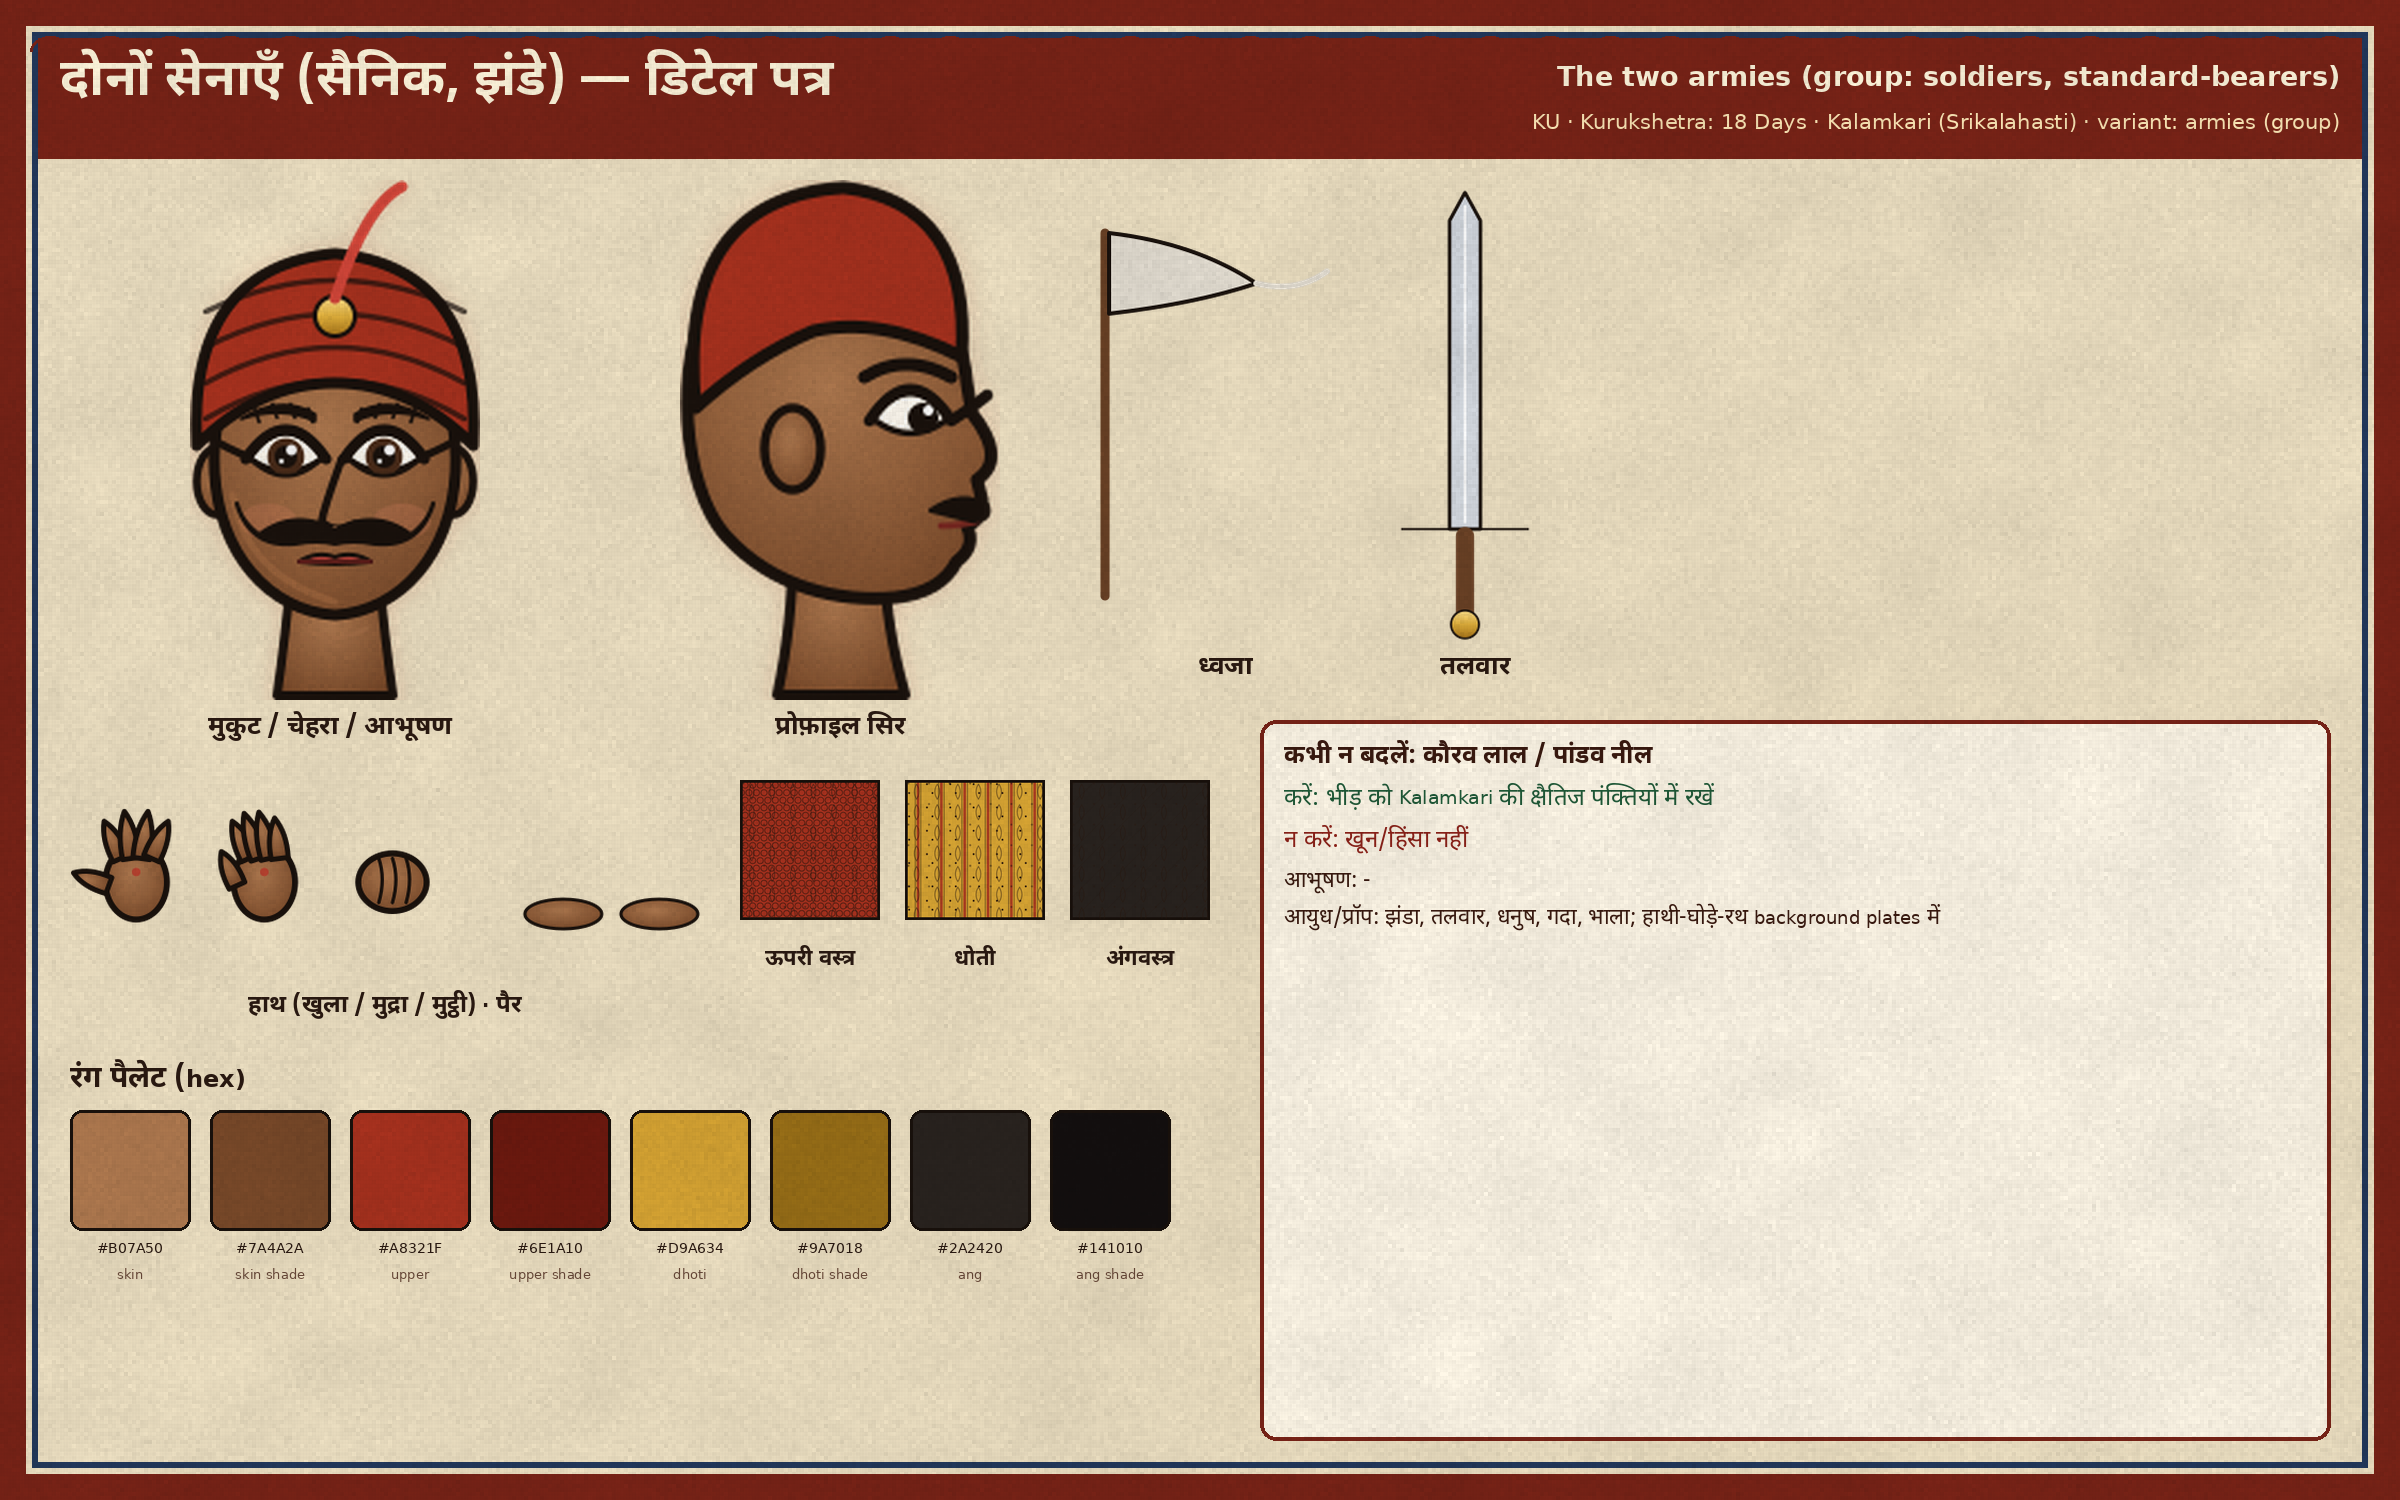 दोनों सेनाएँ (सैनिक, झंडे) — डिटेल पत्र
The two armies (group: soldiers, standard-bearers)
KU · Kurukshetra: 18 Days · Kalamkari (Srikalahasti) · variant: armies (group)
ध्वजा
तलवार
मुकुट / चेहरा / आभूषण
प्रोफ़ाइल सिर
कभी न बदलें: कौरव लाल / पांडव नील
करें: भीड़ को Kalamkari की क्षैतिज पंक्तियों में रखें
न करें: खून/हिंसा नहीं
आभूषण: -
आयुध/प्रॉप: झंडा, तलवार, धनुष, गदा, भाला; हाथी-घोड़े-रथ background plates में
ऊपरी वस्त्र
धोती
अंगवस्त्र
हाथ (खुला / मुद्रा / मुट्ठी) · पैर
रंग पैलेट (hex)
#B07A50
#7A4A2A
#A8321F
#6E1A10
#D9A634
#9A7018
#2A2420
#141010
skin
skin shade
upper
upper shade
dhoti
dhoti shade
ang
ang shade